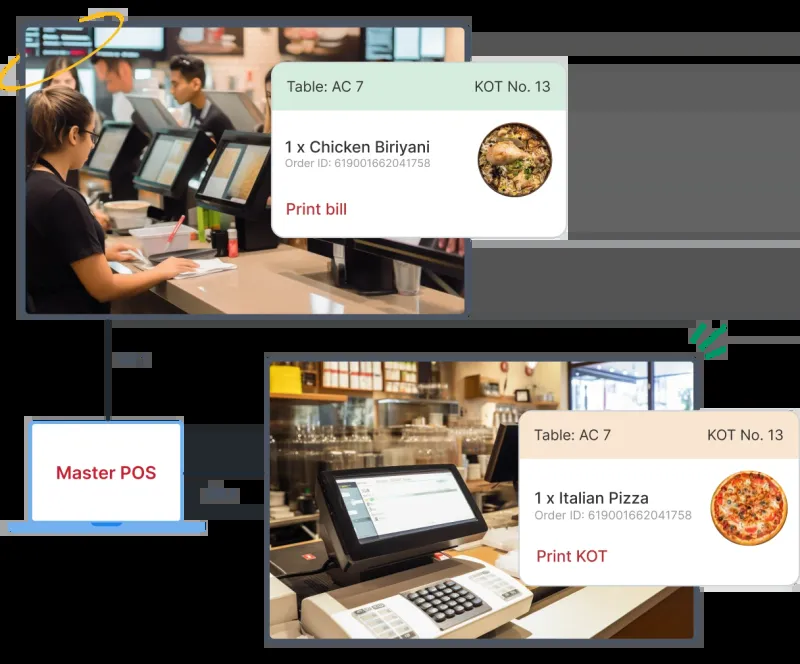 Table: AC 7 KOT No. 13
1 x Chicken Biriyani
Order ID: 619001662041758
Print bill
Master POS
Table: AC 7 KOT No. 13
1 x Italian Pizza
Order ID: 619001662041758
Print KOT